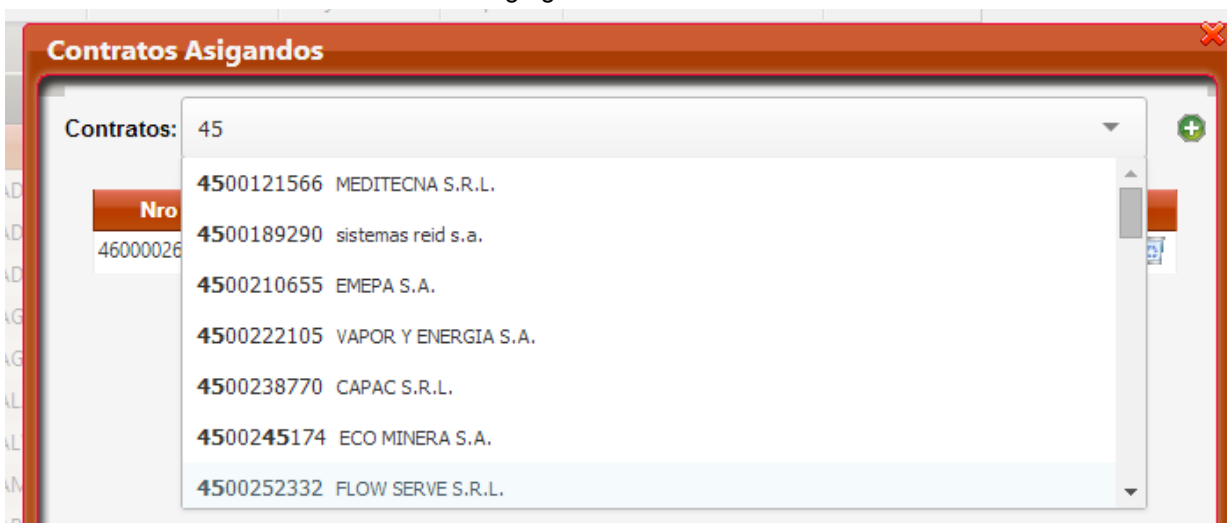 Contratos Asigandos
Contratos: 45
4500121566 MEDITECNA S.R.L.
4500189290 sistemas reid s.a.
4500210655 EMEPA S.A.
4500222105 VAPOR Y ENERGIA S.A.
4500238770 CAPAC S.R.L.
4500245174 ECO MINERA S.A.
4500252332 FLOW SERVE S.R.L.
Nro
46000026